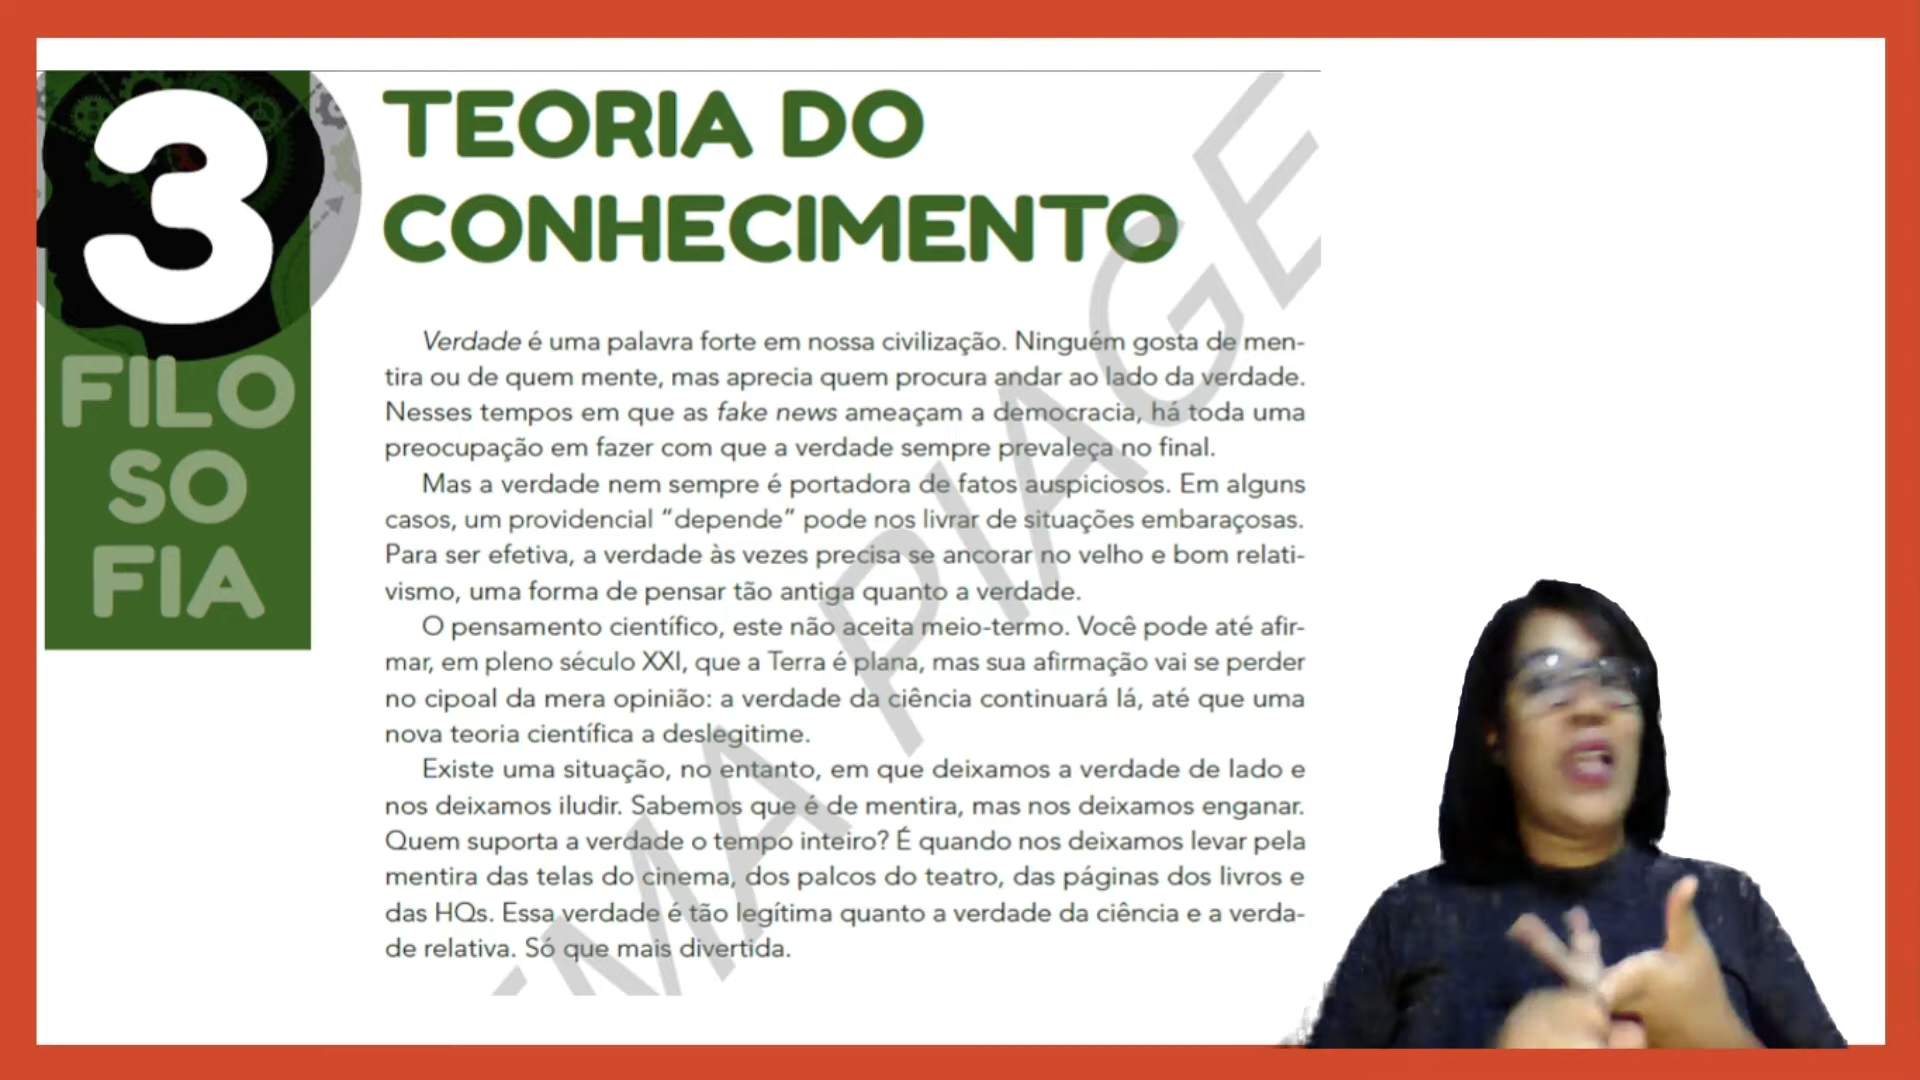 3
FILO
SO
FIA
TEORIA DO
CONHECIMENTO
Verdade é uma palavra forte em nossa civilização. Ninguém gosta de men-
tira ou de quem mente, mas aprecia quem procura andar ao lado da verdade.
Nesses tempos em que as fake news ameaçam a democracia, há toda uma
preocupação em fazer com que a verdade sempre prevaleça no final.
Mas a verdade nem sempre é portadora de fatos auspiciosos. Em alguns
casos, um providencial “depende” pode nos livrar de situações embaraçosas.
Para ser efetiva, a verdade às vezes precisa se ancorar no velho e bom relati-
vismo, uma forma de pensar tão antiga quanto a verdade.
O pensamento científico, este não aceita meio-termo. Você pode até afir-
mar, em pleno século XXI, que a Terra é plana, mas sua afirmação vai se perder
no cipoal da mera opinião: a verdade da ciência continuará lá, até que uma
nova teoria científica a deslegitime.
Existe uma situação, no entanto, em que deixamos a verdade de lado e
nos deixamos iludir. Sabemos que é de mentira, mas nos deixamos enganar.
Quem suporta a verdade o tempo inteiro? É quando nos deixamos levar pela
mentira das telas do cinema, dos palcos do teatro, das páginas dos livros e
das HQs. Essa verdade é tão legítima quanto a verdade da ciência e a verda-
de relativa. Só que mais divertida.
EMA PIAGE